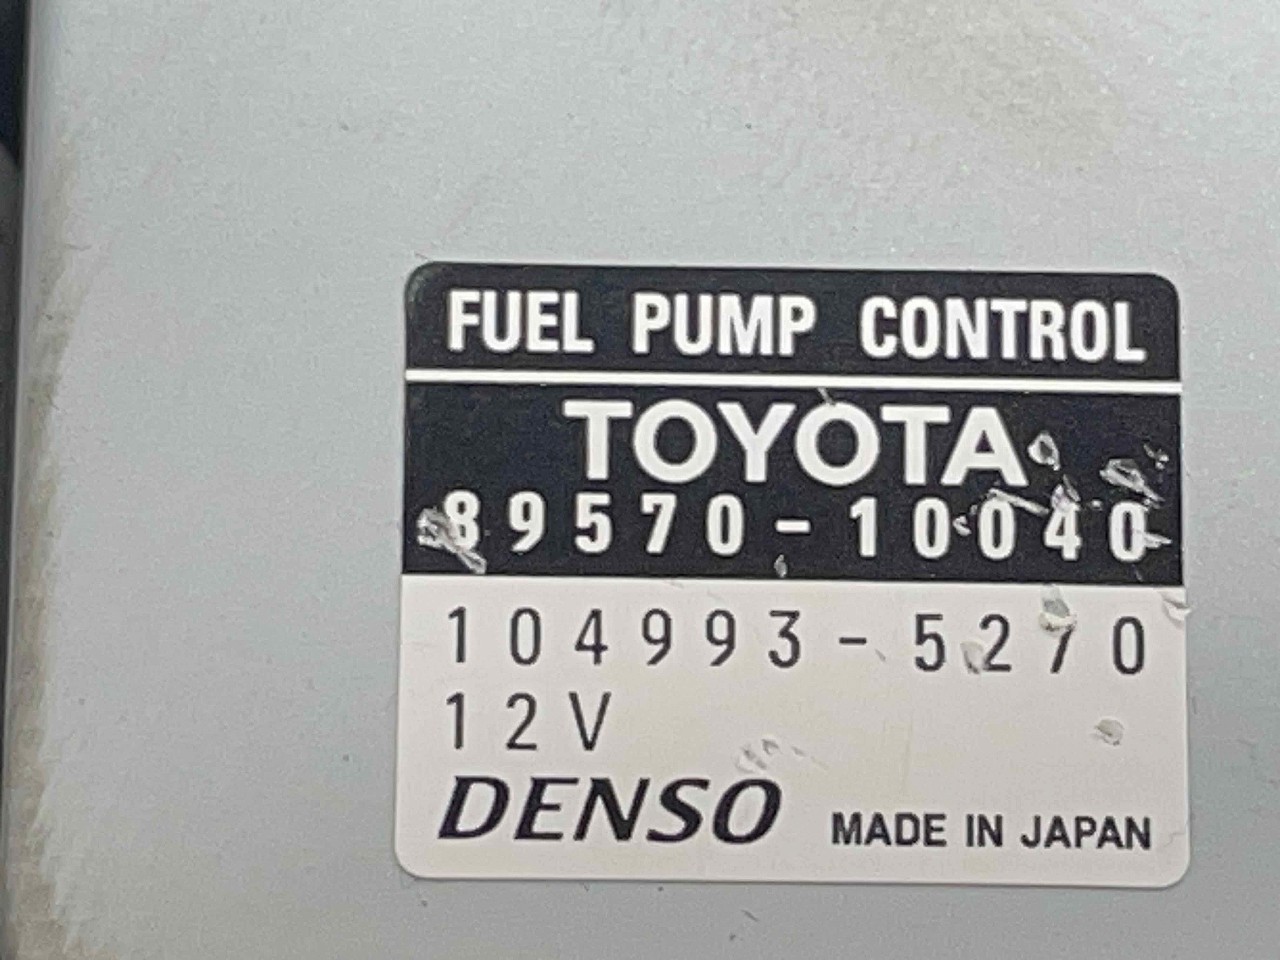 FUEL PUMP CONTROL
TOYOTA
89570-10040
104993-5270
12V
DENSO MADE IN JAPAN